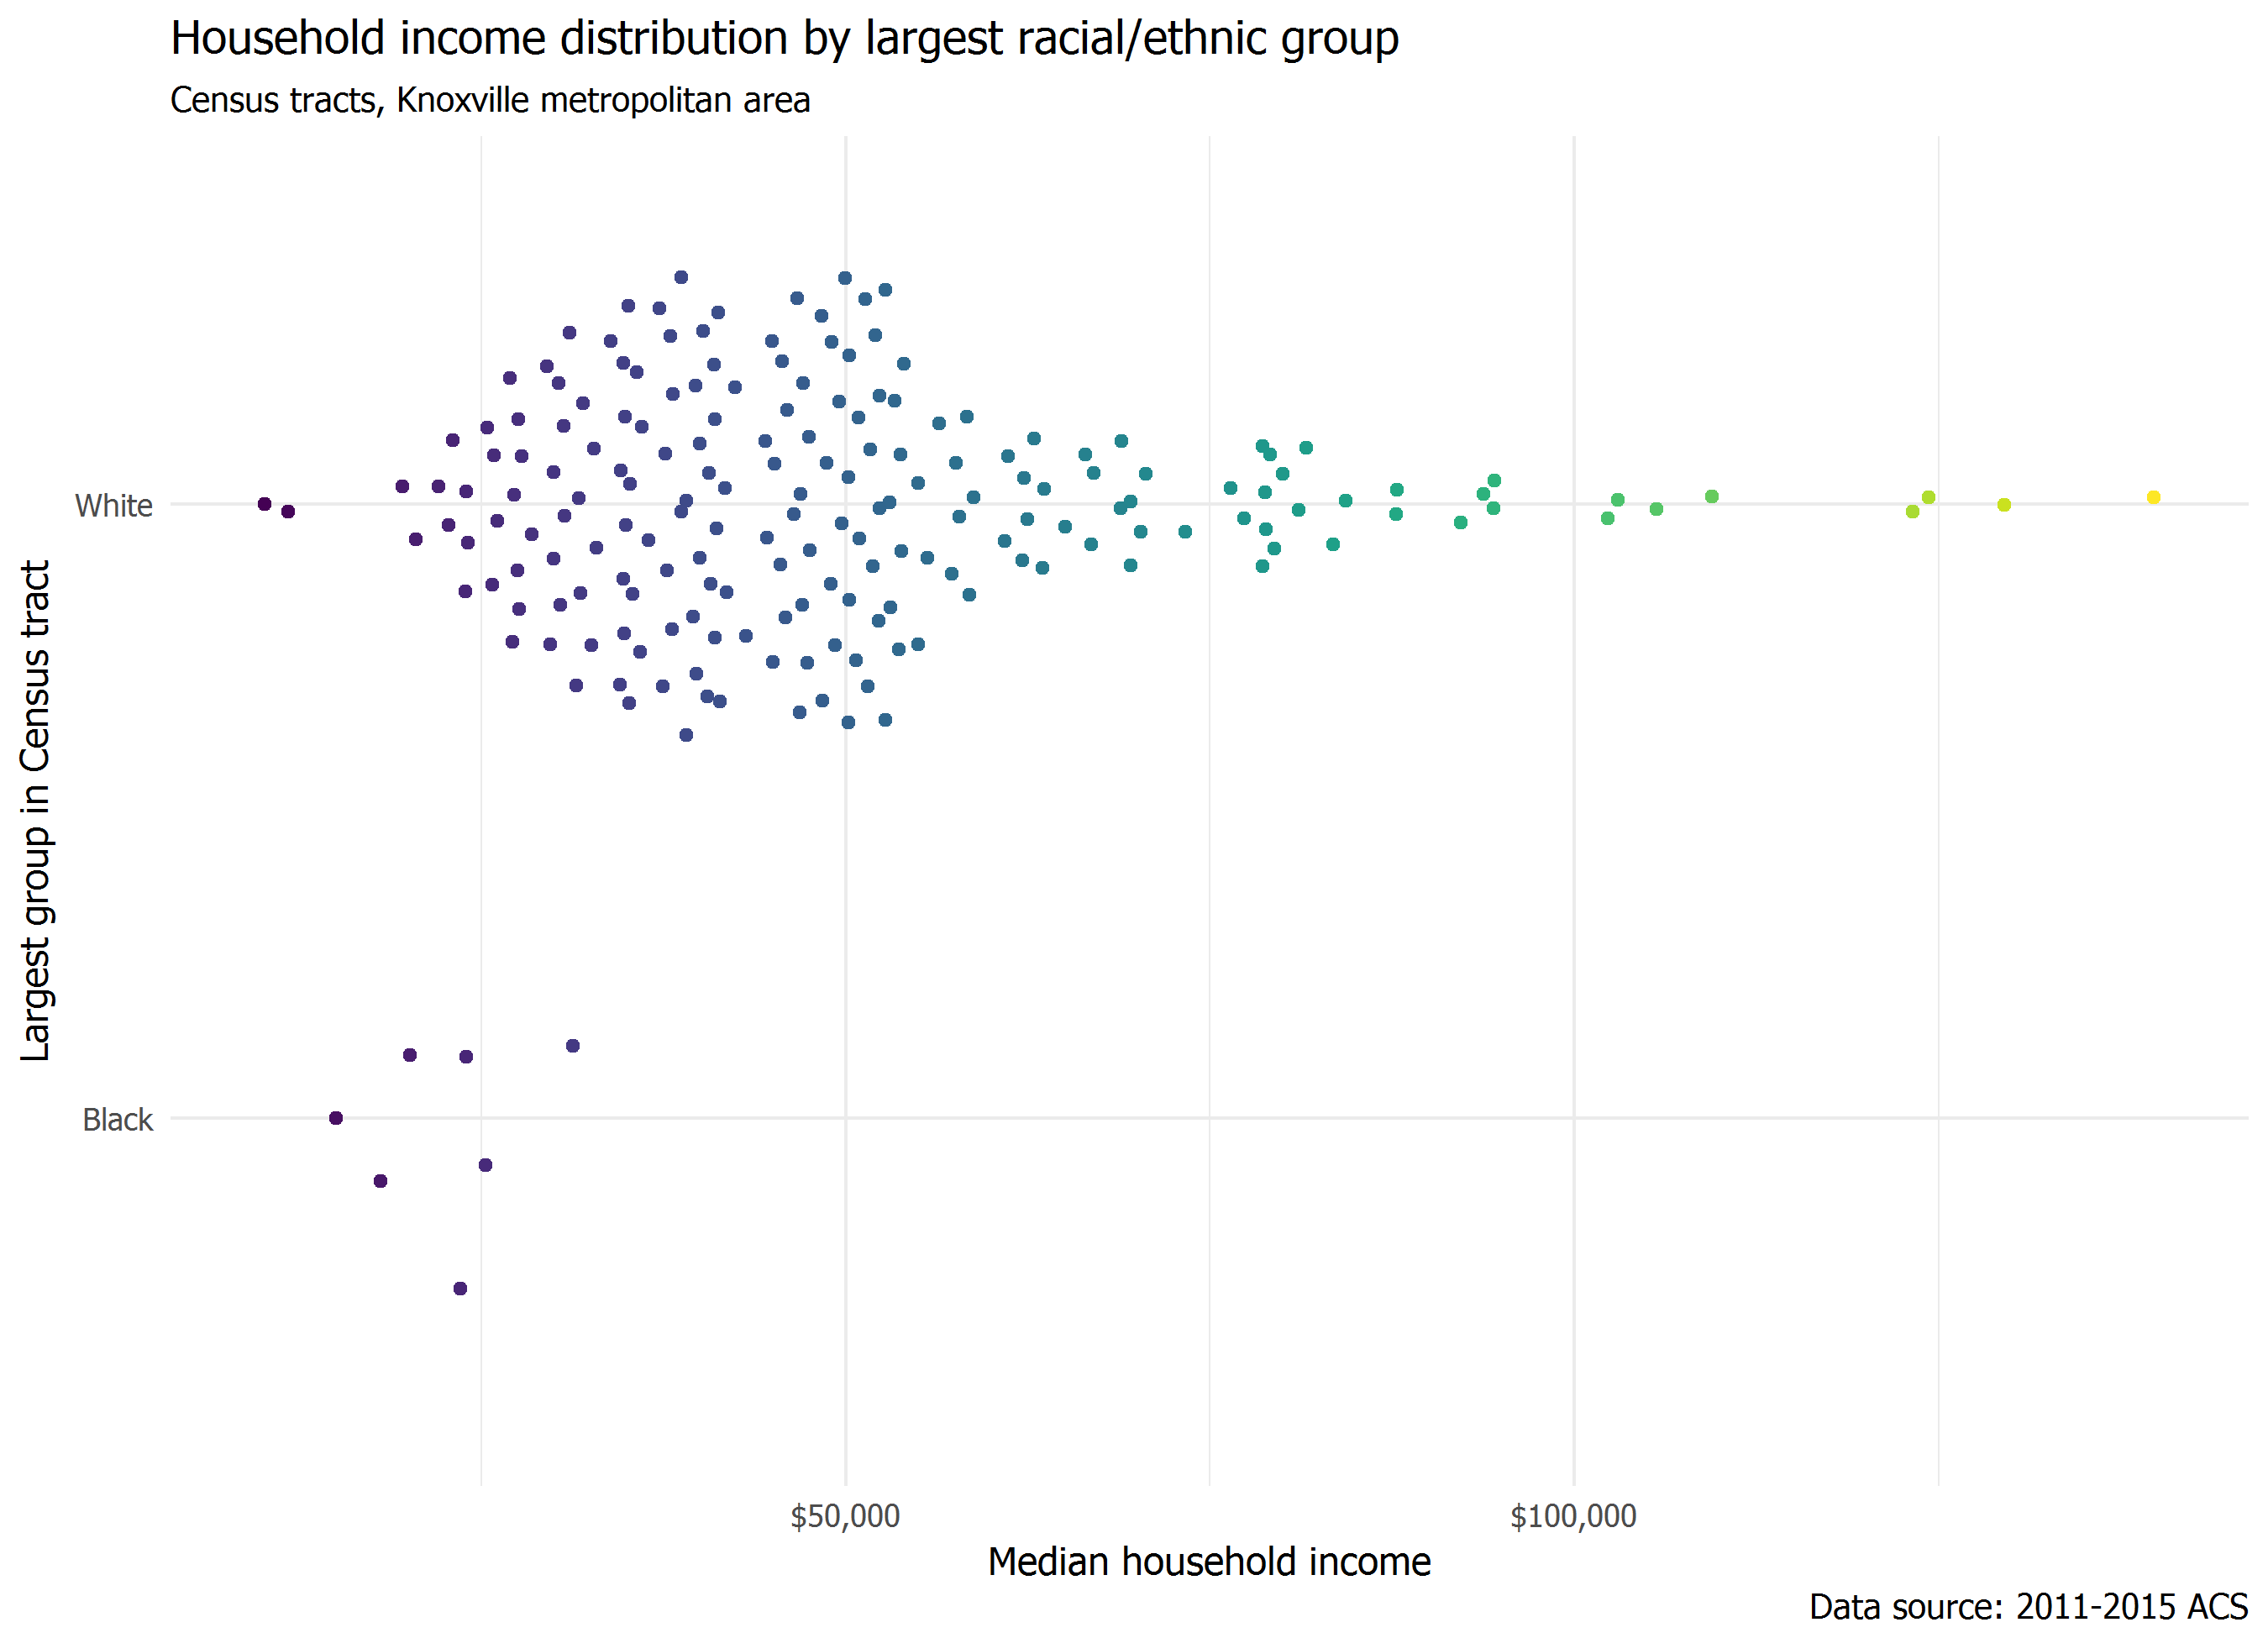 Household income distribution by largest racial/ethnic group
Census tracts, Knoxville metropolitan area
Largest group in Census tract
White
Black
$50,000
$100,000
Median household income
Data source: 2011-2015 ACS